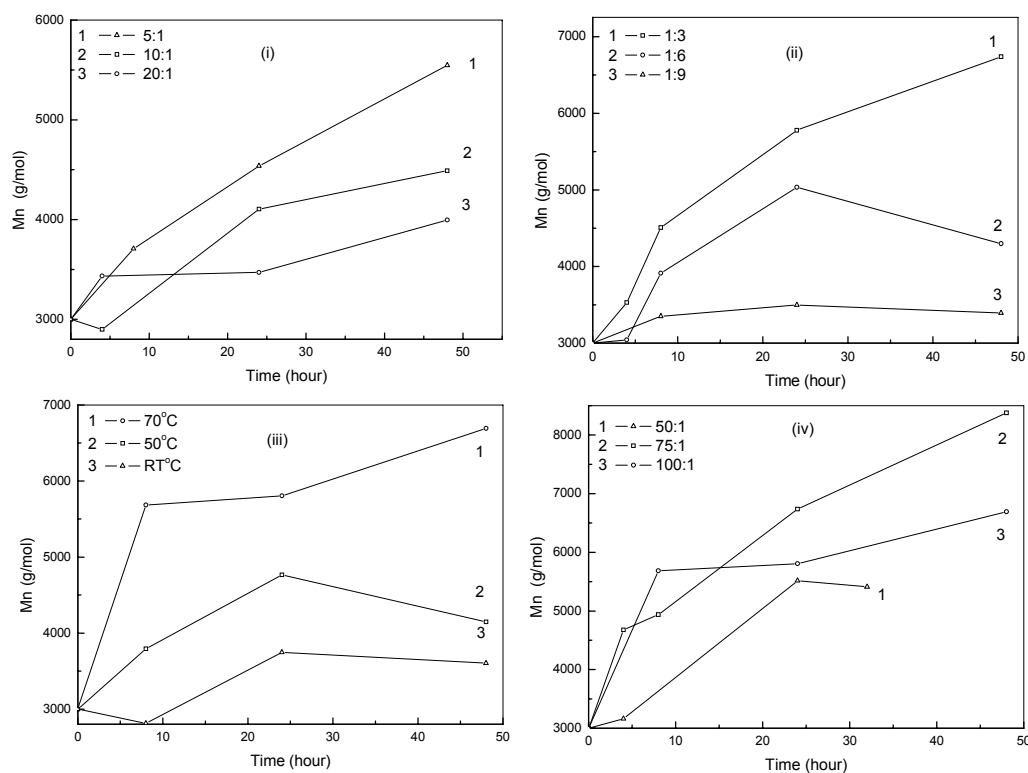 (i)
1 5:1
2 10:1
3 20:1
6000
5000
4000
3000
1
2
3
0 10 20 30 40 50
Time (hour)
Mn (g/mol)
(ii)
1 1:3
2 1:6
3 1:9
7000
6000
5000
4000
3000
1
2
3
0 10 20 30 40 50
Time (hour)
Mn (g/mol)
(iii)
1 70°C
2 50°C
3 RT°C
7000
6000
5000
4000
3000
1
2
3
0 10 20 30 40 50
Time (hour)
Mn (g/mol)
(iv)
1 50:1
2 75:1
3 100:1
8000
7000
6000
5000
4000
3000
2
3
1
0 10 20 30 40 50
Time (hour)
Mn (g/mol)